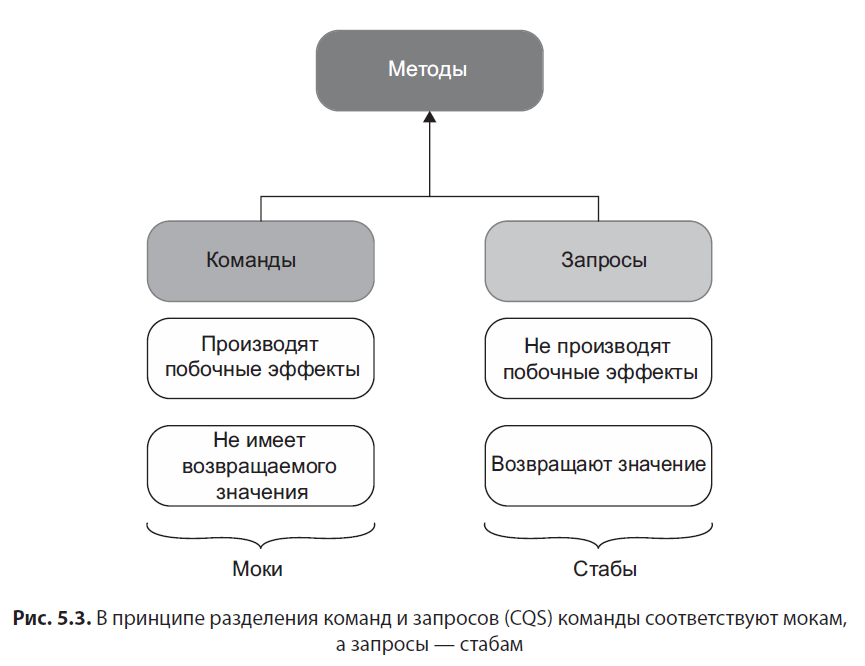 Методы
Команды
Запросы
Производят
побочные эффекты
Не производят
побочные эффекты
Не имеет
возвращаемого
значения
Возвращают значение
Моки
Стабы
Рис. 5.3. В принципе разделения команд и запросов (CQS) команды соответствуют мокам,
а запросы — стабам